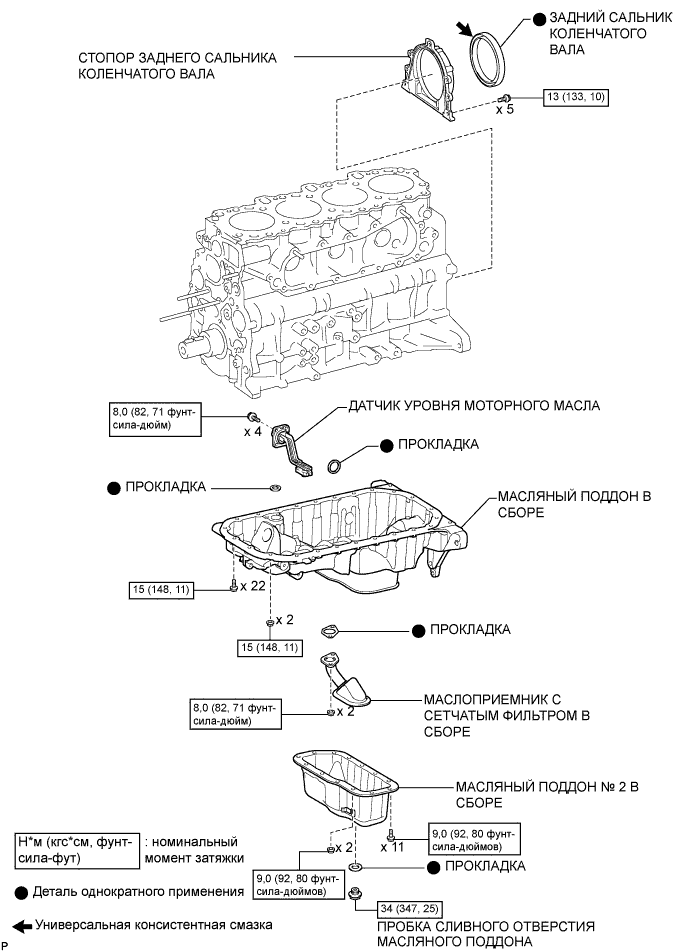 ЗАДНИЙ САЛЬНИК
КОЛЕНЧАТОГО
ВАЛА
СТОПОР ЗАДНЕГО САЛЬНИКА
КОЛЕНЧАТОГО ВАЛА
13 (133, 10)
x 5
8,0 (82, 71 фунт-
сила-дюйм)
x 4
ДАТЧИК УРОВНЯ МОТОРНОГО МАСЛА
ПРОКЛАДКА
ПРОКЛАДКА
МАСЛЯНЫЙ ПОДДОН В
СБОРЕ
15 (148, 11)
x 22
x 2
15 (148, 11)
ПРОКЛАДКА
8,0 (82, 71 фунт-
сила-дюйм)
x 2
МАСЛОПРИЕМНИК С
СЕТЧАТЫМ ФИЛЬТРОМ В
СБОРЕ
МАСЛЯНЫЙ ПОДДОН № 2 В
СБОРЕ
Н*м (кгс*см, фунт-
сила-фут)
: номинальный
момент затяжки
x 2
x 11
9,0 (92, 80 фунт-
сила-дюймов)
9,0 (92, 80 фунт-
сила-дюймов)
ПРОКЛАДКА
Деталь однократного применения
34 (347, 25)
Универсальная консистентная смазка
ПРОБКА СЛИВНОГО ОТВЕРСТИЯ
МАСЛЯНОГО ПОДДОНА
P